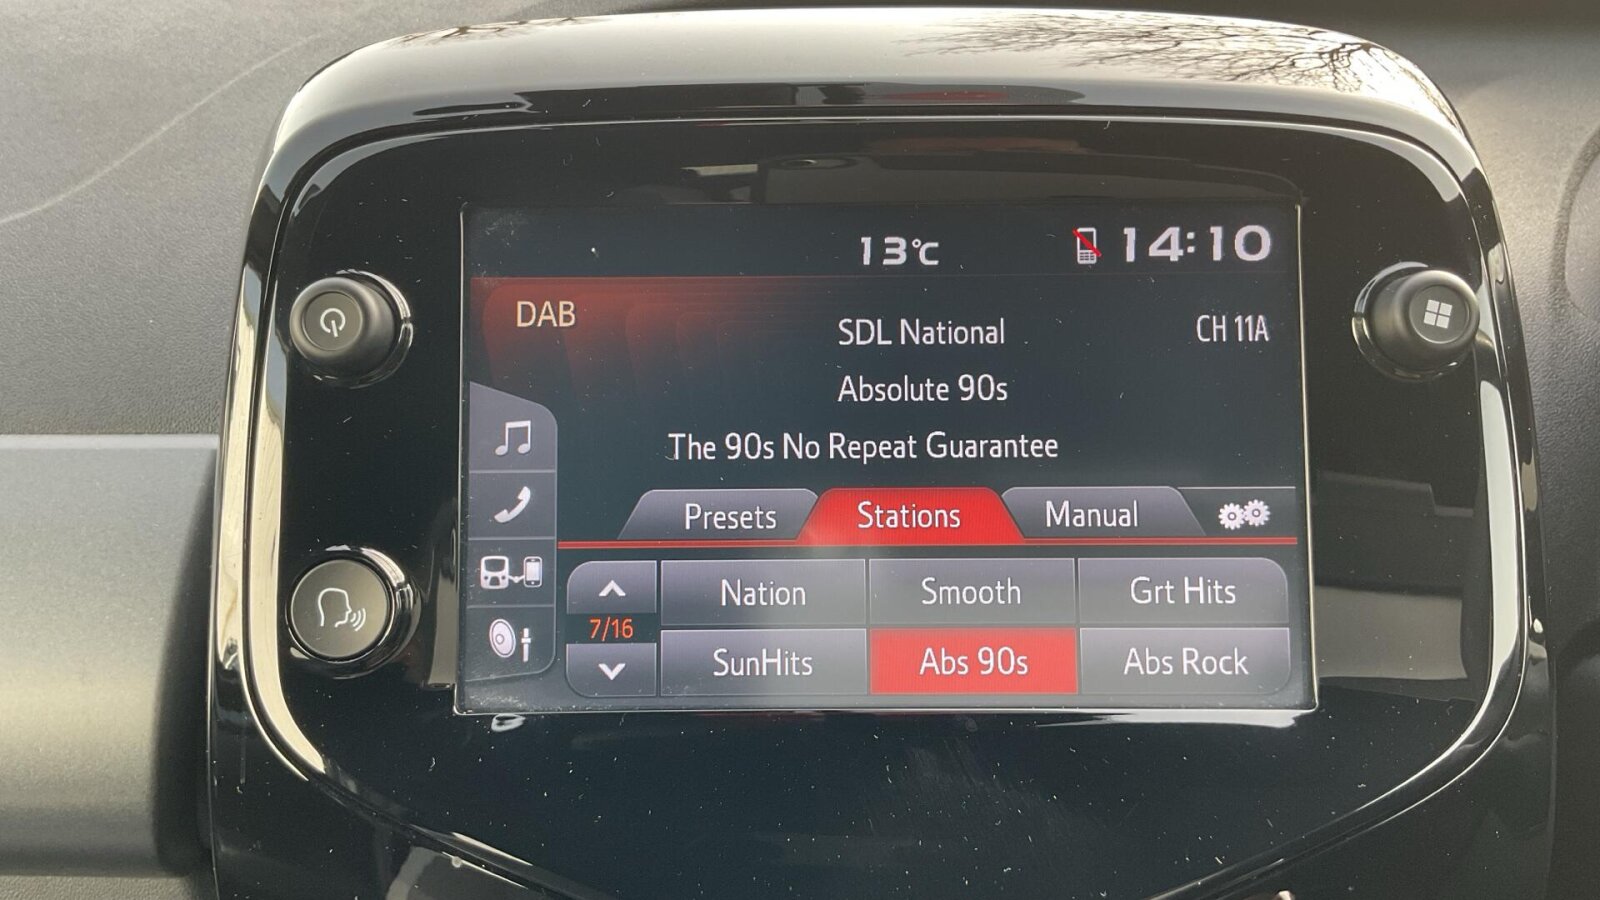 13°C 14:10
DAB
SDL National CH 11A
Absolute 90s
The 90s No Repeat Guarantee
Presets Stations Manual
Nation Smooth Grt Hits
7/16
SunHits Abs 90s Abs Rock